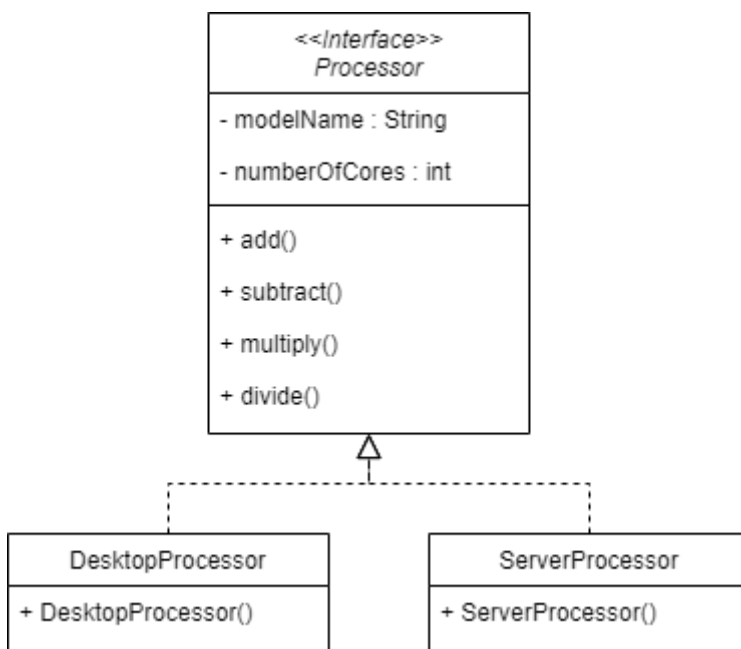 <<Interface>>
Processor
- modelName : String
- numberOfCores : int
+ add()
+ subtract()
+ multiply()
+ divide()
DesktopProcessor
+ DesktopProcessor()
ServerProcessor
+ ServerProcessor()